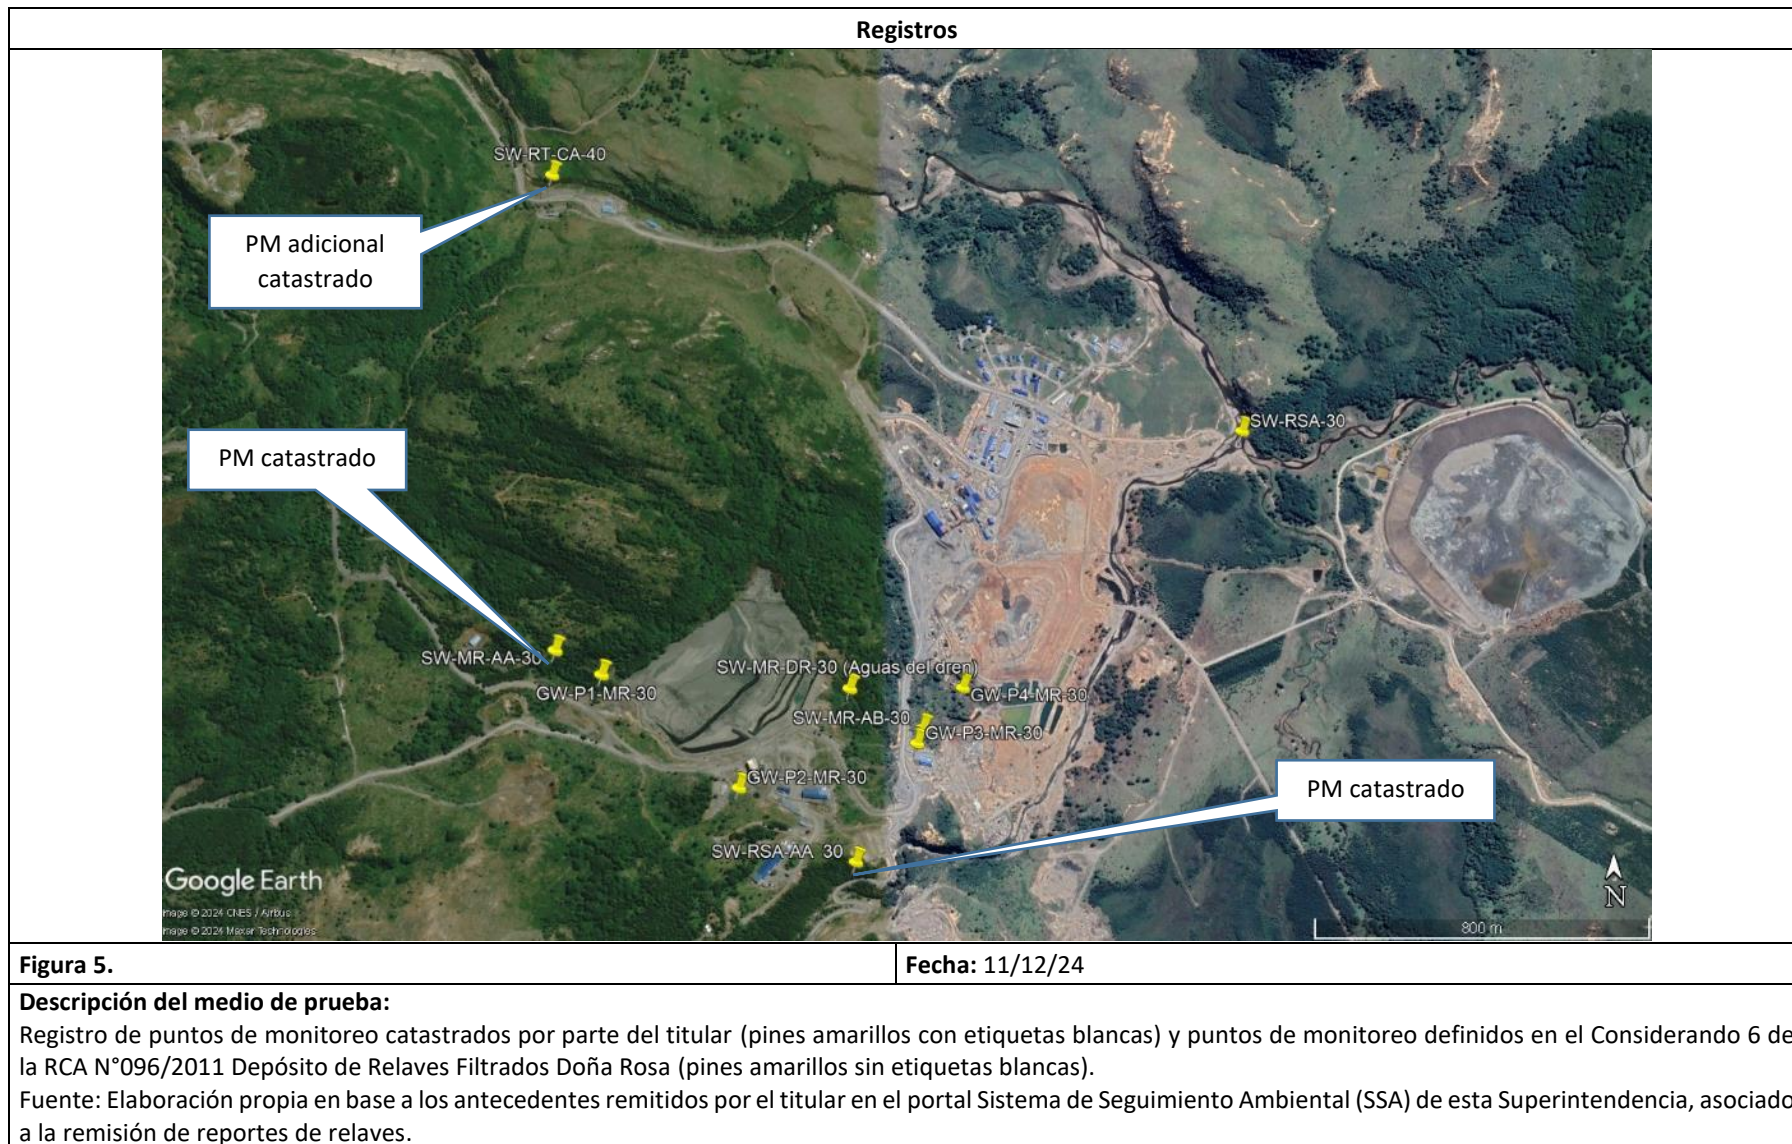 Registros
SW-RT-CA-40
PM adicional
catastrado
SW-RSA-30
PM catastrado
SW-MR-AA-30
GW-P1-MR-30
SW-MR-DR-30 (Aguas del dren)
GW-P4-MR-30
SW-MR-AB-30
GW-P3-MR-30
GW-P2-MR-30
PM catastrado
SW-RSA-AA 30
Google Earth
Image © 2024 CNES / Airbus
Image © 2024 Maxar Technologies
N
800 m
Figura 5.
Fecha: 11/12/24
Descripción del medio de prueba:
Registro de puntos de monitoreo catastrados por parte del titular (pines amarillos con etiquetas blancas) y puntos de monitoreo definidos en el Considerando 6 de
la RCA N°096/2011 Depósito de Relaves Filtrados Doña Rosa (pines amarillos sin etiquetas blancas).
Fuente: Elaboración propia en base a los antecedentes remitidos por el titular en el portal Sistema de Seguimiento Ambiental (SSA) de esta Superintendencia, asociado
a la remisión de reportes de relaves.